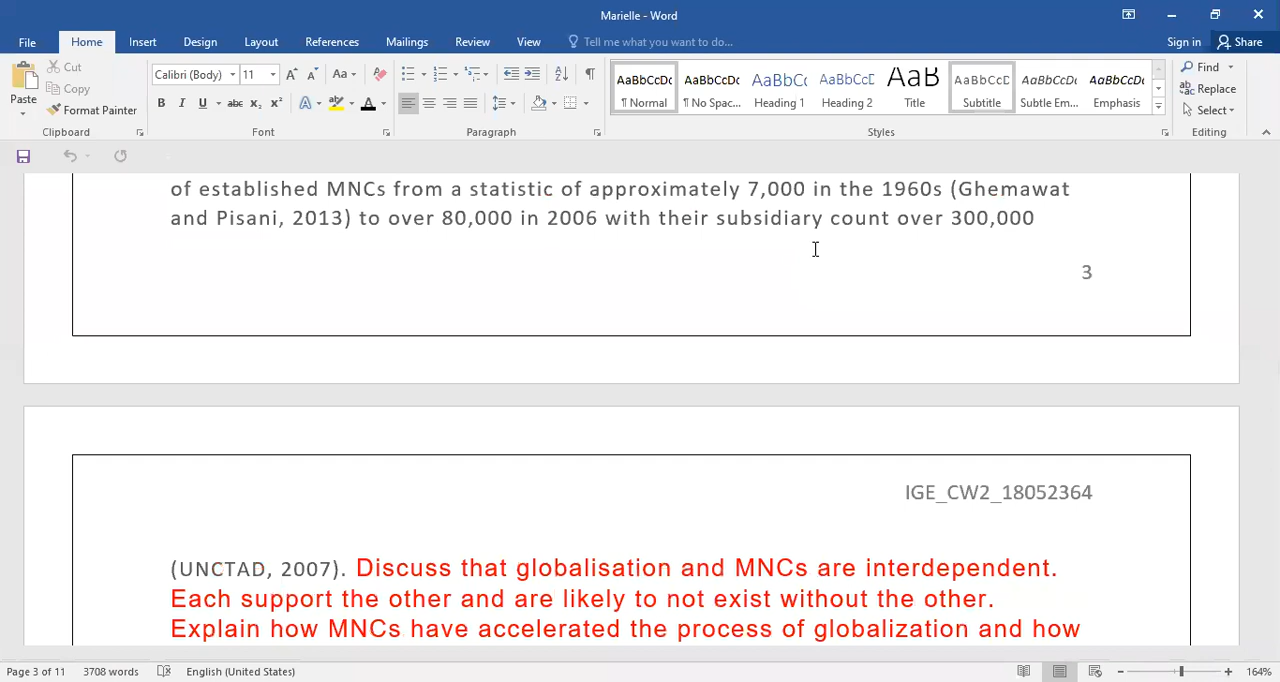 Marielle - Word
File Home Insert Design Layout References Mailings Review View Tell me what you want to do... Sign in Share
Paste Cut Copy Format Painter Clipboard
Calibri (Body) 11 Aa Font
Paragraph
AaBbCcDc AaBbCcDc AaBbCc AaBbCcE AaB AaBbCcD AaBbCcDc AaBbCcDc
¶ Normal ¶ No Spac... Heading 1 Heading 2 Title Subtitle Subtle Em... Emphasis Styles
Find Replace Select Editing
of established MNCs from a statistic of approximately 7,000 in the 1960s (Ghemawat
and Pisani, 2013) to over 80,000 in 2006 with their subsidiary count over 300,000
3
IGE_CW2_18052364
(UNCTAD, 2007). Discuss that globalisation and MNCs are interdependent.
Each support the other and are likely to not exist without the other.
Explain how MNCs have accelerated the process of globalization and how
Page 3 of 11 3708 words English (United States) 164%